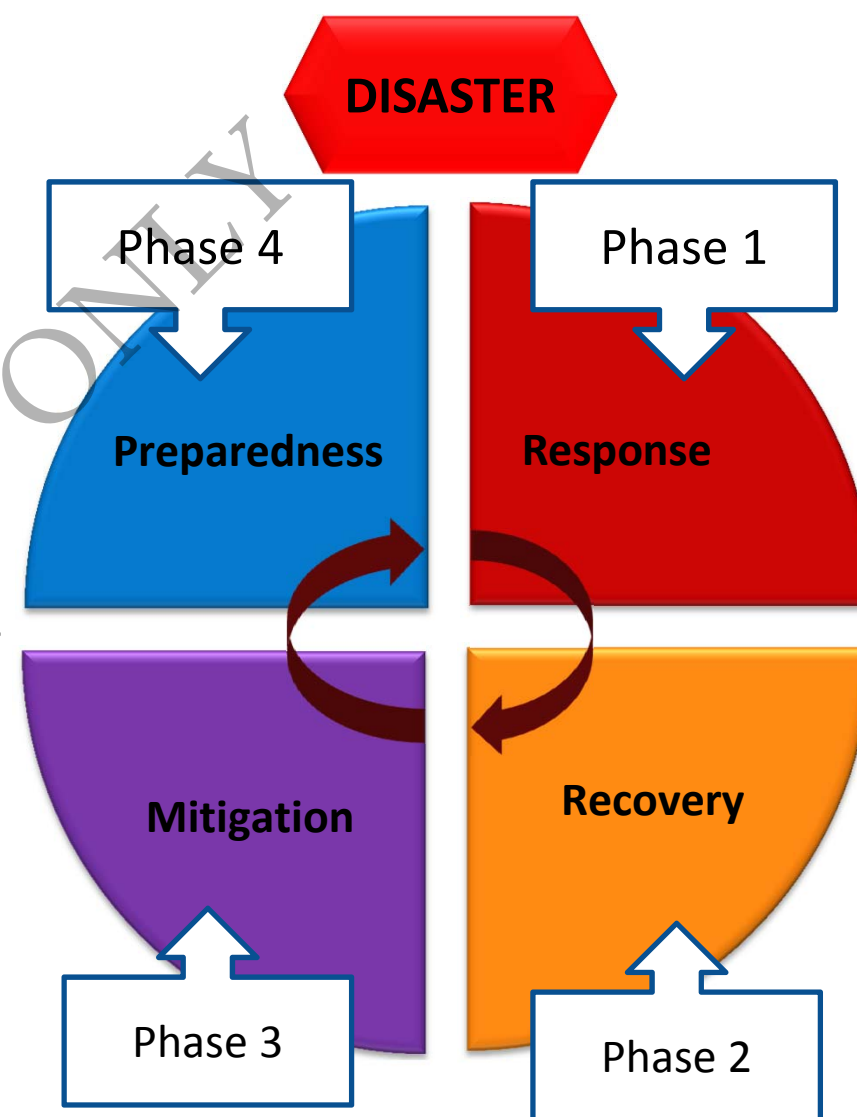 DISASTER
Phase 4
Phase 1
ONLY
Preparedness
Response
Mitigation
Recovery
Phase 3
Phase 2